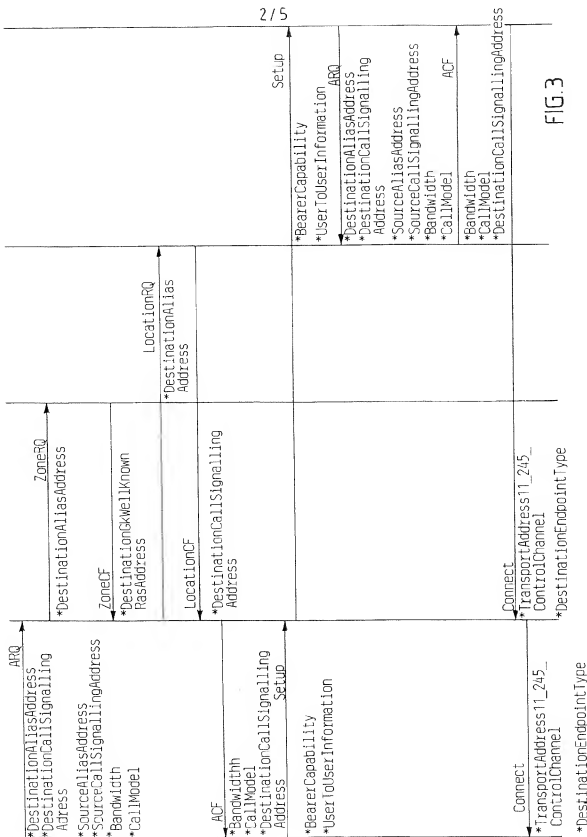 2/5
ARQ
*DestinationAliasAddress
*DestinationCallSignalling
Adress
*SourceAliasAddress
*SourceCallSignallingAddress
*Bandwidth
*CallModel
ZoneRQ
*DestinationAliasAddress
ZoneCF
*DestinationGkWellKnown
RasAddress
LocationRQ
*DestinationAlias
Address
LocationCF
*DestinationCallSignalling
Address
ACF
*Bandwidthh
*CallModel
*DestinationCallSignalling
Address
Setup
*BearerCapability
*UserToUserInformation
Setup
*BearerCapability
*UserToUserInformation
ARQ
*DestinationAliasAddress
*DestinationCallSignalling
Address
*SourceAliasAddress
*SourceCallSignallingAddress
*Bandwidth
*CallModel
ACF
*Bandwidth
*CallModel
*DestinationCallSignallingAddress
Connect
*TransportAddress11_245_
ControlChannel
*DestinationEndpointType
Connect
*TransportAddress11_245_
ControlChannel
*DestinationEndpointType
FIG. 3